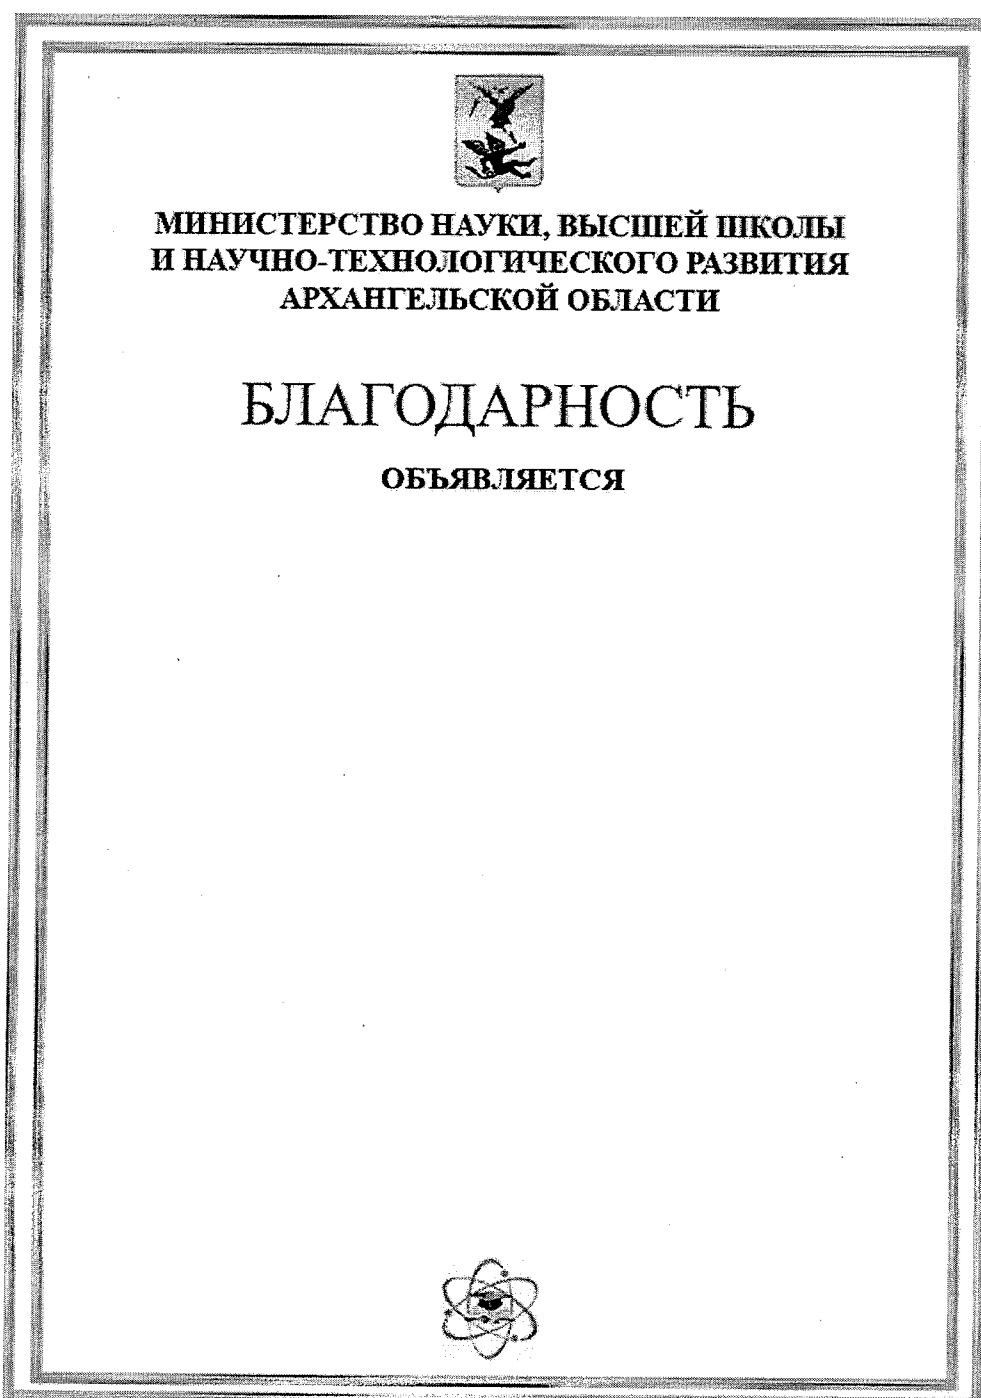 МИНИСТЕРСТВО НАУКИ, ВЫСШЕЙ ШКОЛЫ
И НАУЧНО-ТЕХНОЛОГИЧЕСКОГО РАЗВИТИЯ
АРХАНГЕЛЬСКОЙ ОБЛАСТИ
БЛАГОДАРНОСТЬ
ОБЪЯВЛЯЕТСЯ